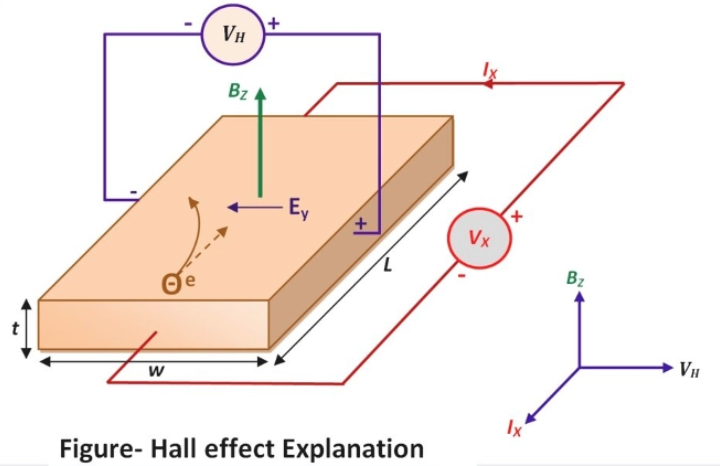 - V_H +
I_X
B_Z
-
E_y
+
Θ e
V_X
+
-
L
t
w
B_Z
V_H
I_X
Figure- Hall effect Explanation